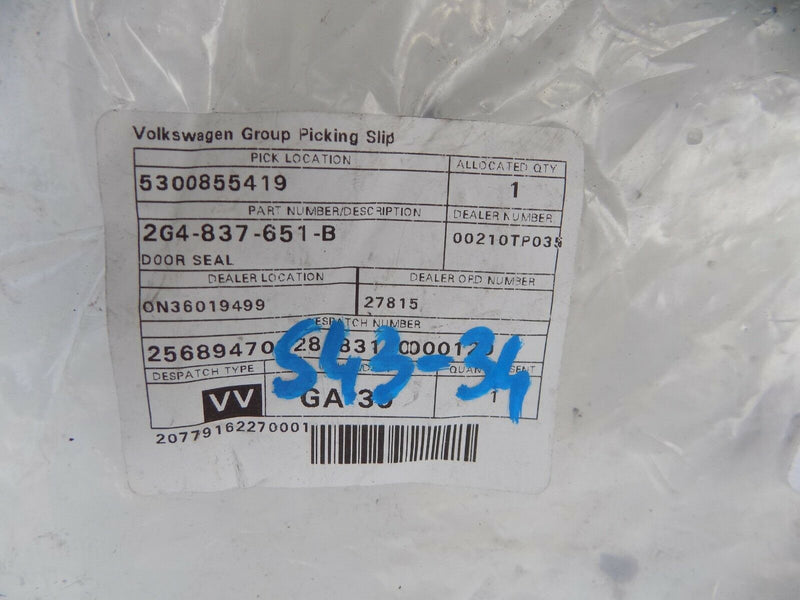 Volkswagen Group Picking Slip
PICK LOCATION ALLOCATED QTY
5300855419 1
PART NUMBER/DESCRIPTION DEALER NUMBER
2G4-837-651-B 00210TP035
DOOR SEAL
DEALER LOCATION DEALER ORD NUMBER
ON36019499 27815
DESPATCH NUMBER
25689470
DESPATCH TYPE
VV 1
20779162270001
S43-34